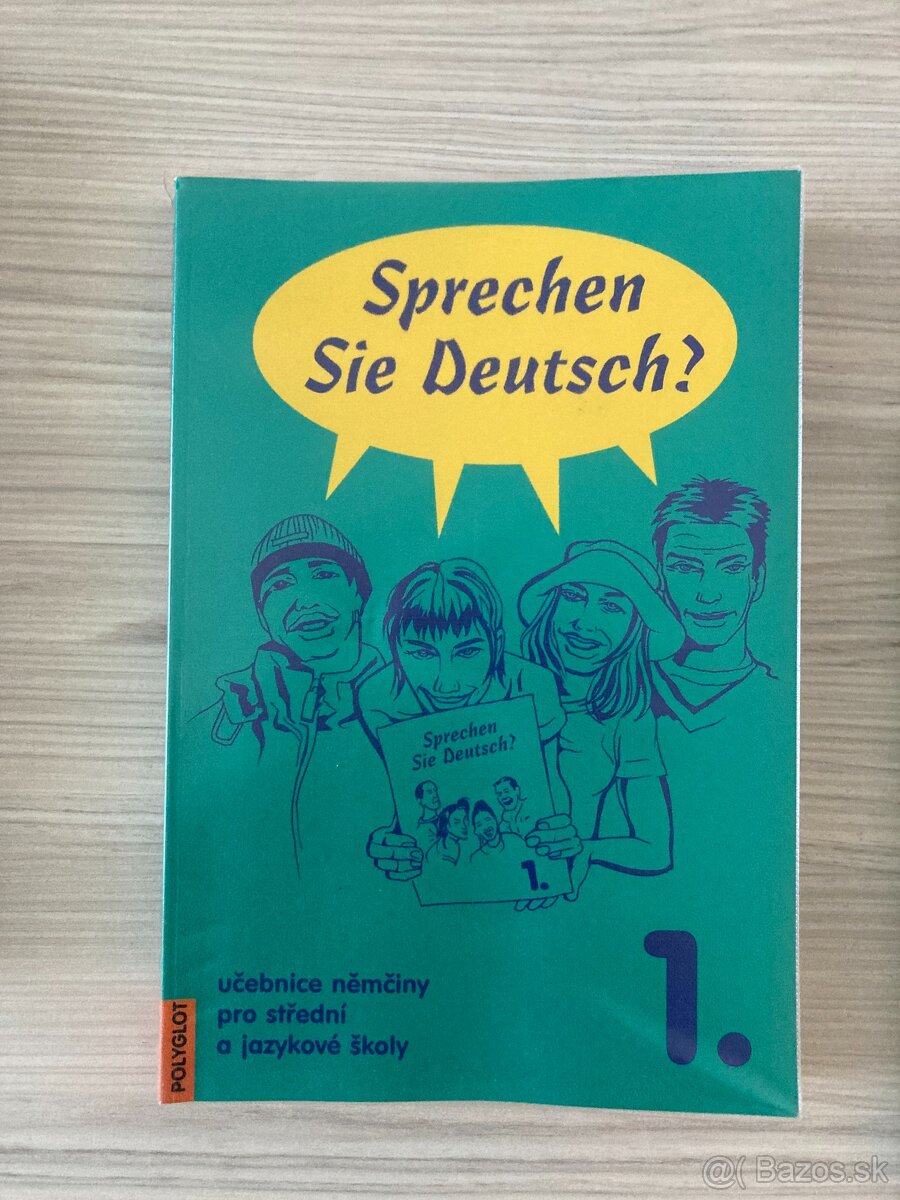 Sprechen
Sie Deutsch?
Sprechen
Sie Deutsch?
1.
učebnice němčiny
pro střední
a jazykové školy
1.
POLYGLOT
@( Bazos.sk